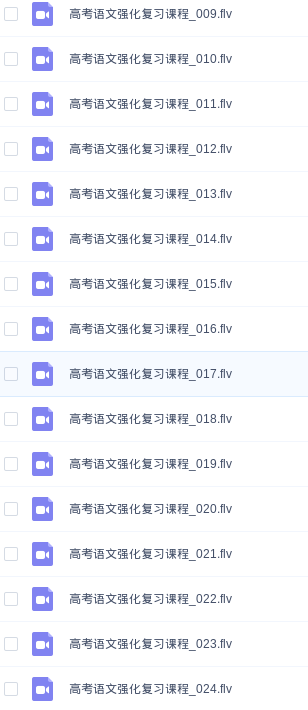 高考语文强化复习课程_009.flv
高考语文强化复习课程_010.flv
高考语文强化复习课程_011.flv
高考语文强化复习课程_012.flv
高考语文强化复习课程_013.flv
高考语文强化复习课程_014.flv
高考语文强化复习课程_015.flv
高考语文强化复习课程_016.flv
高考语文强化复习课程_017.flv
高考语文强化复习课程_018.flv
高考语文强化复习课程_019.flv
高考语文强化复习课程_020.flv
高考语文强化复习课程_021.flv
高考语文强化复习课程_022.flv
高考语文强化复习课程_023.flv
高考语文强化复习课程_024.flv